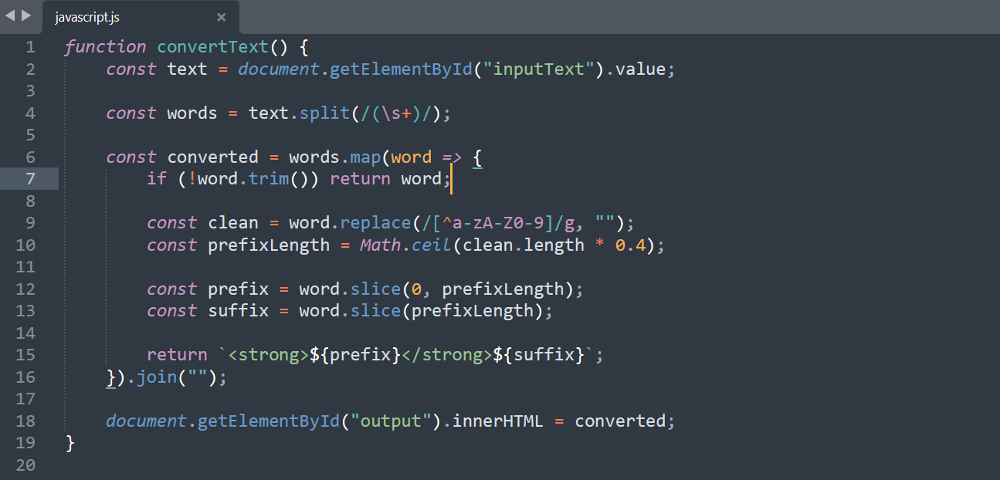 javascript.js ×
1 function convertText() {
2     const text = document.getElementById("inputText").value;
3
4     const words = text.split(/(\s+)/);
5
6     const converted = words.map(word => {
7         if (!word.trim()) return word;
8
9         const clean = word.replace(/[^a-zA-Z0-9]/g, "");
10         const prefixLength = Math.ceil(clean.length * 0.4);
11
12         const prefix = word.slice(0, prefixLength);
13         const suffix = word.slice(prefixLength);
14
15         return `<strong>${prefix}</strong>${suffix}`;
16     }).join("");
17
18     document.getElementById("output").innerHTML = converted;
19 }
20